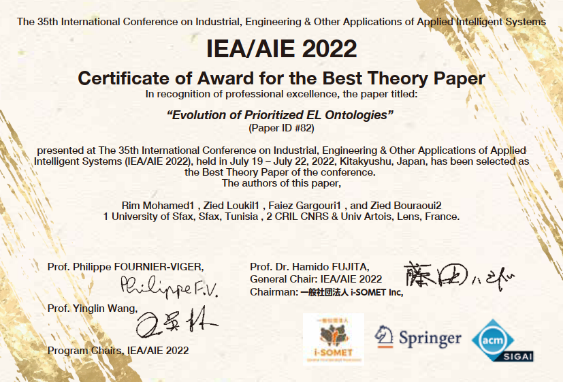 The 35th International Conference on Industrial, Engineering & Other Applications of Applied Intelligent Systems
IEA/AIE 2022
Certificate of Award for the Best Theory Paper
In recognition of professional excellence, the paper titled:
“Evolution of Prioritized EL Ontologies”
(Paper ID #82)
presented at The 35th International Conference on Industrial, Engineering & Other Applications of Applied
Intelligent Systems (IEA/AIE 2022), held in July 19 – July 22, 2022, Kitakyushu, Japan, has been selected as
the Best Theory Paper of the conference.
The authors of this paper,
Rim Mohamed1 , Zied Loukil1 , Faiez Gargouri1 , and Zied Bouraoui2
1 University of Sfax, Sfax, Tunisia , 2 CRIL CNRS & Univ Artois, Lens, France.
Prof. Philippe FOURNIER-VIGER,
Philippe F.V.
Prof. Yinglin Wang,
Program Chairs, IEA/AIE 2022
Prof. Dr. Hamido FUJITA,
General Chair: IEA/AIE 2022
Chairman: 一般社団法人 i-SOMET Inc,
藤田ハミド
一般社団法人
i-SOMET
Springer
acm
SIGAI